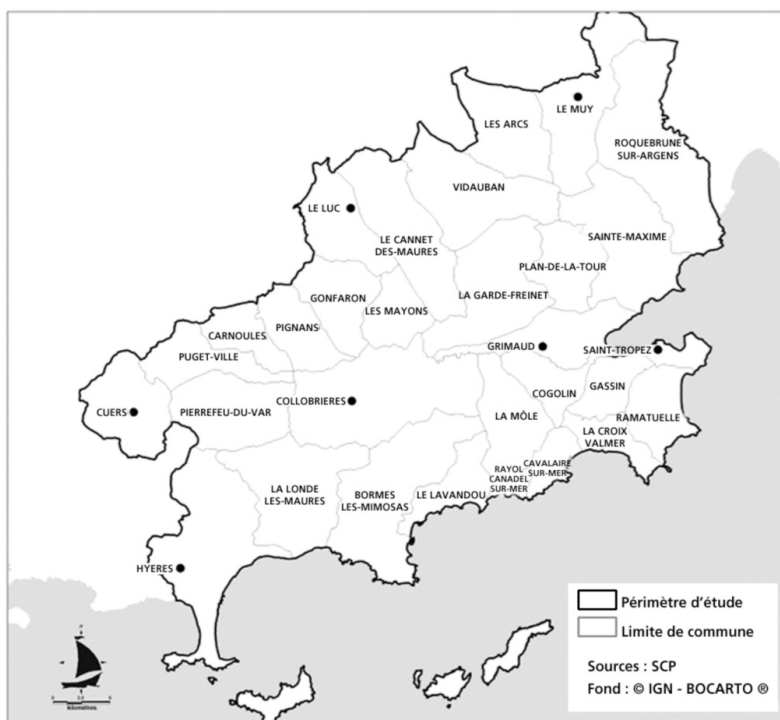 LE MUY
LES ARCS
ROQUEBRUNE
SUR-ARGENS
VIDAUBAN
LE LUC
LE CANNET
DES-MAURES
SAINTE-MAXIME
PLAN-DE-LA-TOUR
LA GARDE-FREINET
GONFARON
LES MAYONS
PIGNANS
CARNOULES
PUGET-VILLE
GRIMAUD
SAINT-TROPEZ
GASSIN
COGOLIN
RAMATUELLE
CUERS
PIERREFEU-DU-VAR
COLLOBRIERES
LA MÔLE
LA CROIX
VALMER
CAVALAIRE
SUR-MER
RAYOL
CANADEL
SUR-MER
LA LONDE
LES-MAURES
BORMES
LES-MIMOSAS
LE LAVANDOU
HYERES
Périmètre d'étude
Limite de commune
Sources : SCP
Fond : © IGN - BOCARTO ®
kilomètres